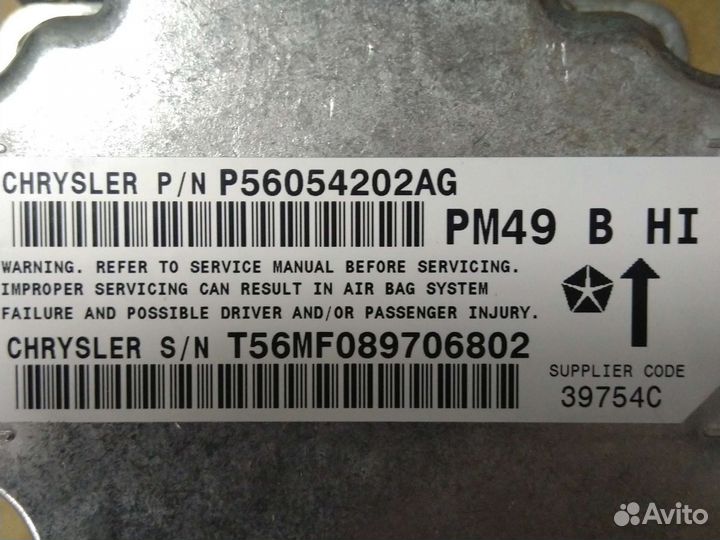 CHRYSLER P/N P56054202AG
PM49 B HI
WARNING. REFER TO SERVICE MANUAL BEFORE SERVICING.
IMPROPER SERVICING CAN RESULT IN AIR BAG SYSTEM
FAILURE AND POSSIBLE DRIVER AND/OR PASSENGER INJURY.
CHRYSLER S/N T56MF089706802
SUPPLIER CODE
39754C
Avito